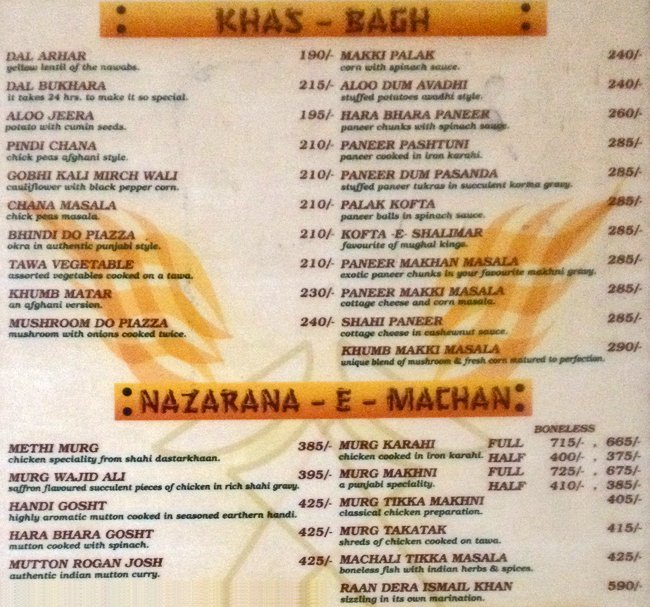 KHAS - BAGH
DAL ARHAR 190/-
yellow lentil of the nawabs.
DAL BUKHARA 215/-
it takes 24 hrs. to make it so special.
ALOO JEERA 195/-
potato with cumin seeds.
PINDI CHANA 210/-
chick peas afghani style.
GOBHI KALI MIRCH WALI 210/-
cauliflower with black pepper corn.
CHANA MASALA 210/-
chick peas masala.
BHINDI DO PIAZZA 210/-
okra in authentic punjabi style.
TAWA VEGETABLE 210/-
assorted vegetables cooked on a tawa.
KHUMB MATAR 230/-
an afghani version.
MUSHROOM DO PIAZZA 240/-
mushroom with onions cooked twice.
MAKKI PALAK 240/-
corn with spinach sauce.
ALOO DUM AVADHI 240/-
stuffed potatoes avadhi style.
HARA BHARA PANEER 260/-
paneer chunks with spinach sauce.
PANEER PASHTUNI 285/-
paneer cooked in iron karahi.
PANEER DUM PASANDA 285/-
stuffed paneer tukras in succulent korma gravy.
PALAK KOFTA 285/-
paneer balls in spinach sauce.
KOFTA -E- SHALIMAR 285/-
favourite of mughal kings.
PANEER MAKHAN MASALA 285/-
exotic paneer chunks in your favourite makhni gravy.
PANEER MAKKI MASALA 285/-
cottage cheese and corn masala.
SHAHI PANEER 285/-
cottage cheese in cashewnut sauce.
KHUMB MAKKI MASALA 290/-
unique blend of mushroom & fresh corn matured to perfection.
NAZARANA - E - MACHAN
METHI MURG 385/-
chicken speciality from shahi dastarkhaan.
MURG WAJID ALI 395/-
saffron flavoured succulent pieces of chicken in rich shahi gravy.
HANDI GOSHT 425/-
highly aromatic mutton cooked in seasoned earthern handi.
HARA BHARA GOSHT 425/-
mutton cooked with spinach.
MUTTON ROGAN JOSH 425/-
authentic indian mutton curry.
BONELESS
MURG KARAHI FULL 715/- . 665/-
chicken cooked in iron karahi. HALF 400/- . 375/-
MURG MAKHNI FULL 725/- . 675/-
a punjabi speciality. HALF 410/- . 385/-
MURG TIKKA MAKHNI 405/-
classical chicken preparation.
MURG TAKATAK 415/-
shreds of chicken cooked on tawa.
MACHALI TIKKA MASALA 425/-
boneless fish with indian herbs & spices.
RAAN DERA ISMAIL KHAN 590/-
sizzling in its own marination.